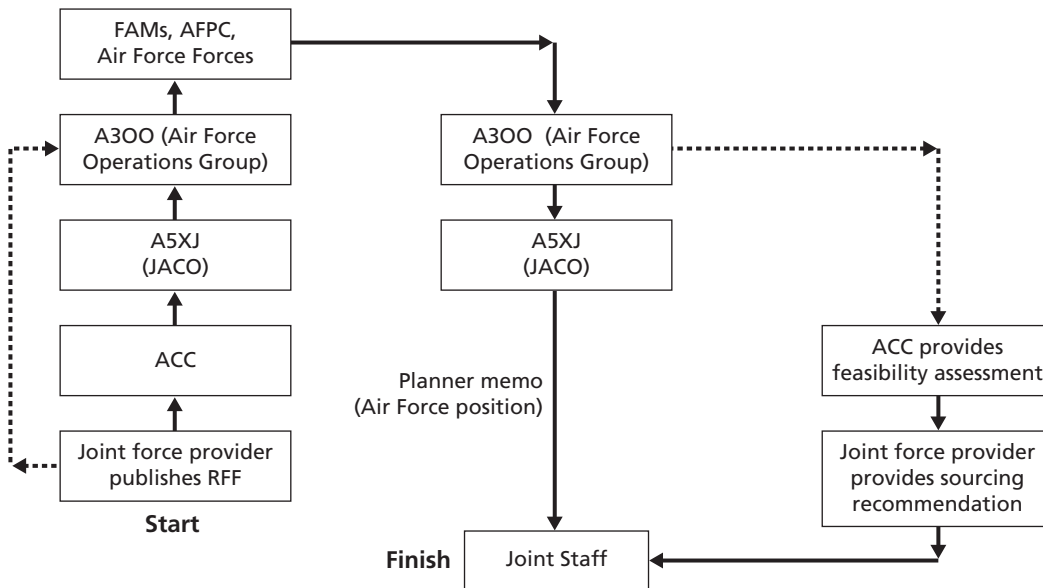 FAMs, AFPC,
Air Force Forces
A3OO (Air Force
Operations Group)
A5XJ
(JACO)
ACC
Joint force provider
publishes RFF
Start
A3OO (Air Force
Operations Group)
A5XJ
(JACO)
Planner memo
(Air Force position)
Finish
Joint Staff
ACC provides
feasibility assessment
Joint force provider
provides sourcing
recommendation